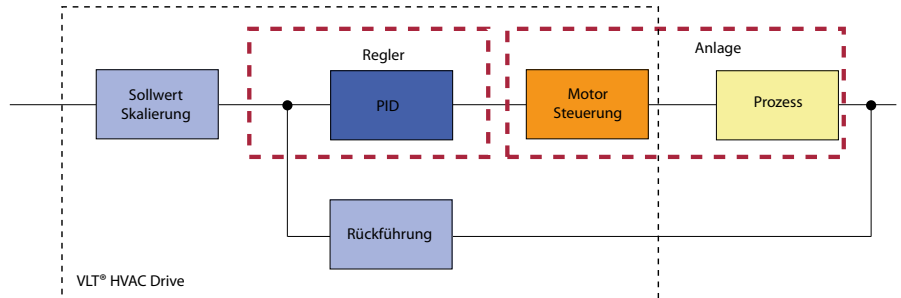 Regler
Anlage
Sollwert
Skalierung
PID
Motor
Steuerung
Prozess
Rückführung
VLT® HVAC Drive